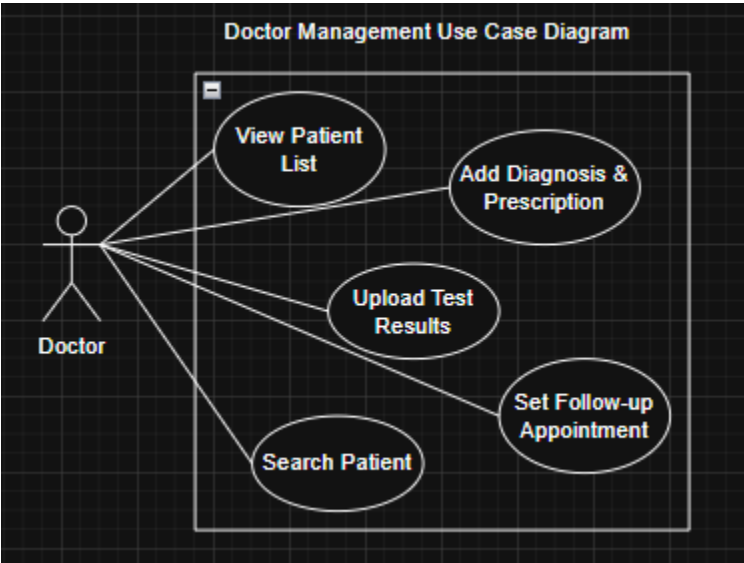 Doctor Management Use Case Diagram
View Patient
List
Add Diagnosis &
Prescription
Upload Test
Results
Doctor
Set Follow-up
Appointment
Search Patient